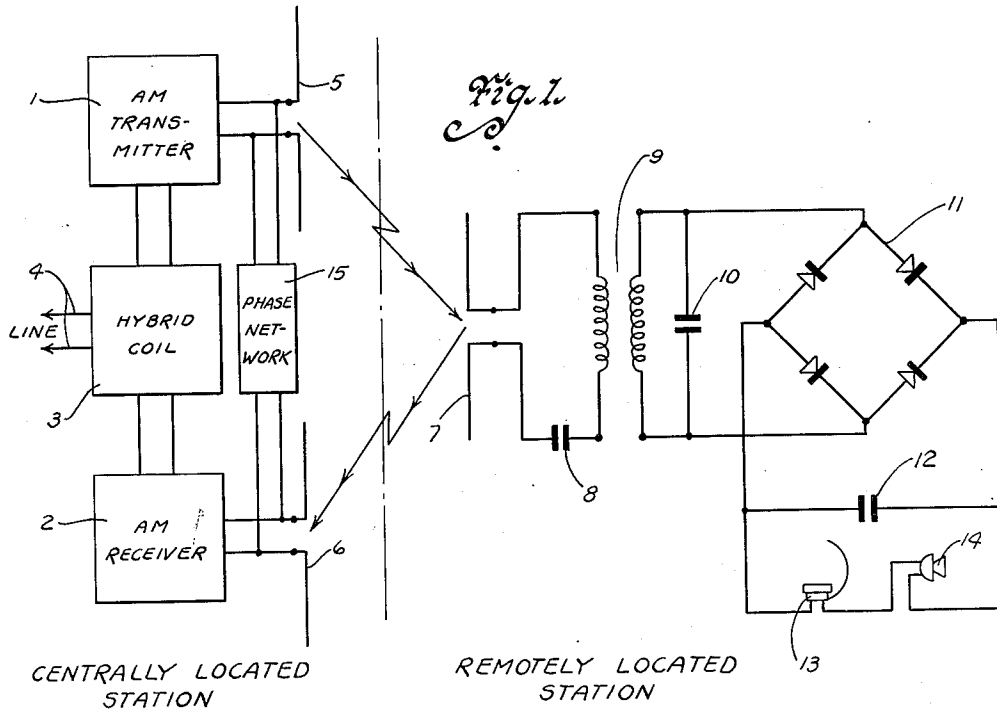 1
AM
TRANS-
MITTER
5
Fig. 1.
9
11
4
LINE
HYBRID
COIL
3
15
PHASE
NET-
WORK
10
7
8
12
2
AM
RECEIVER
6
13
14
CENTRALLY LOCATED
STATION
REMOTELY LOCATED
STATION